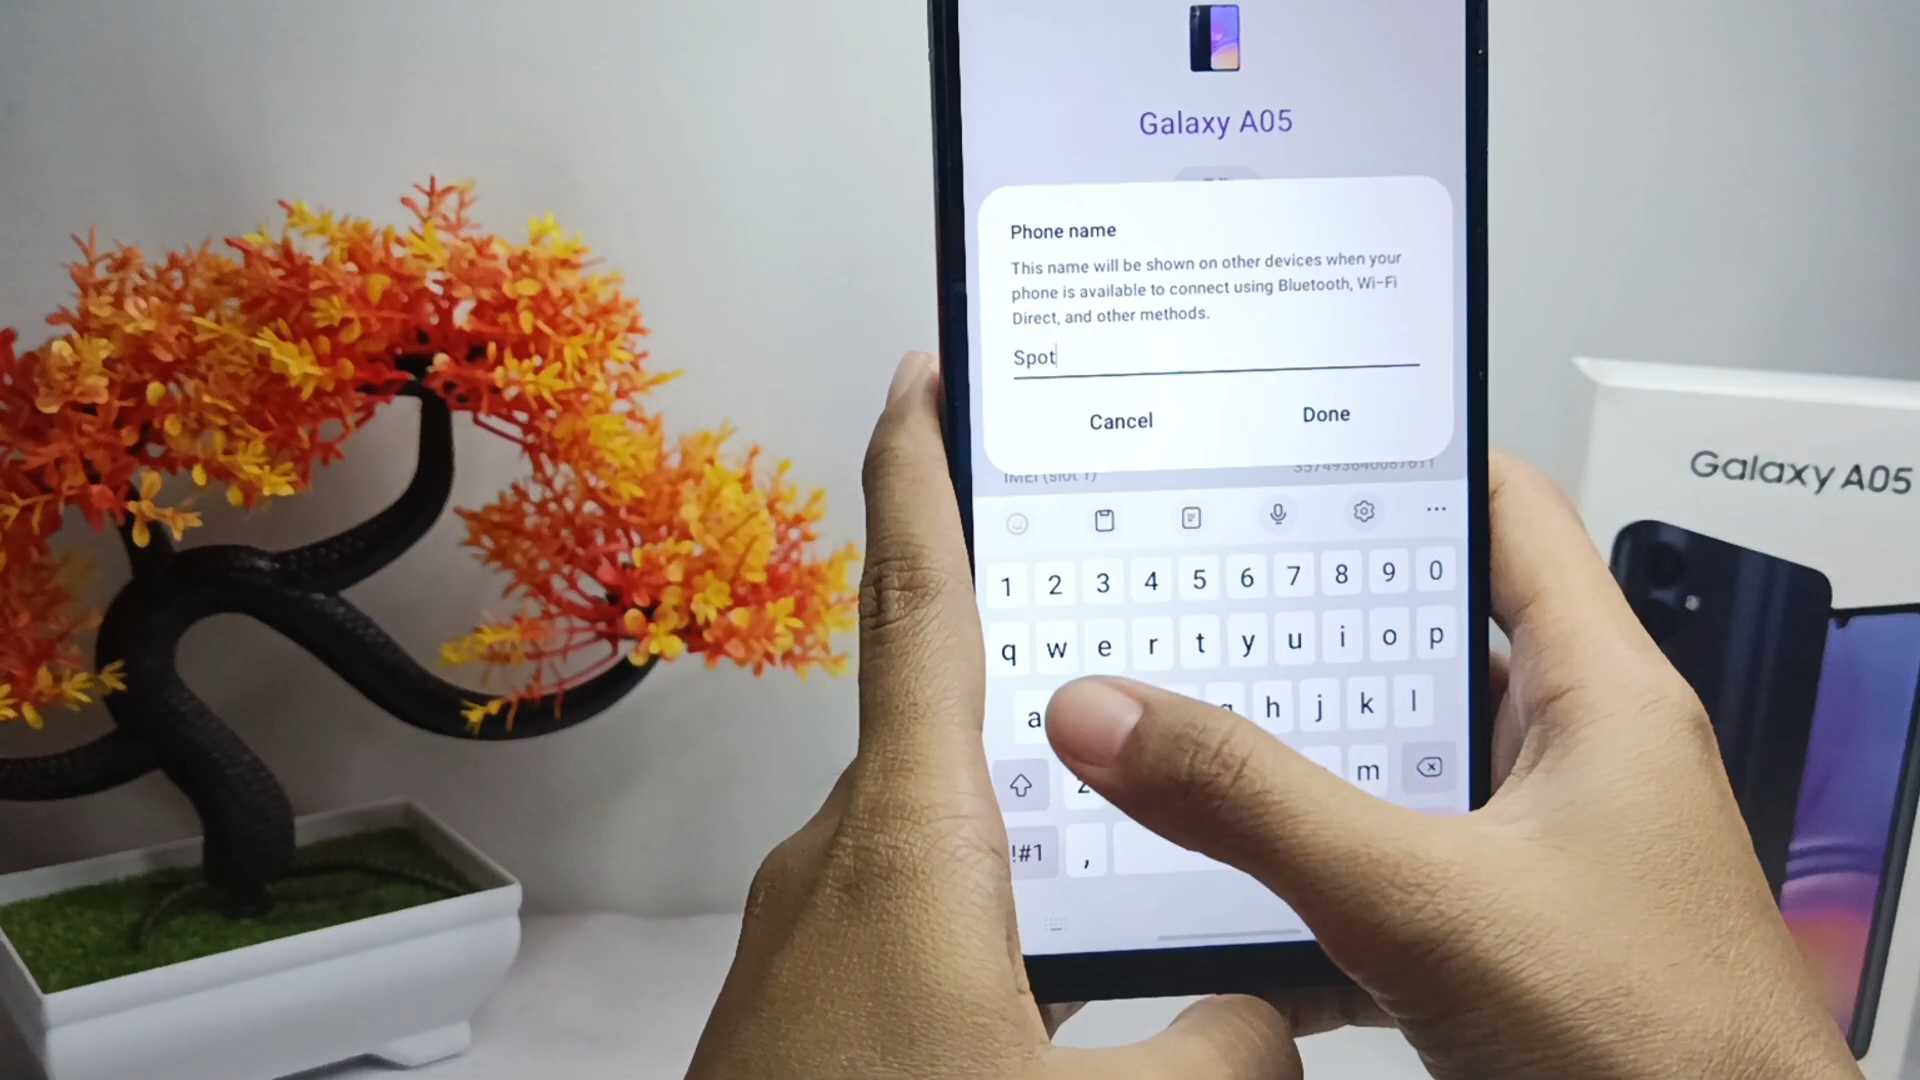 Galaxy A05
Phone name
This name will be shown on other devices when your
phone is available to connect using Bluetooth, Wi-Fi
Direct, and other methods.
Spot
Cancel Done
IMEI (slot 1)
1 2 3 4 5 6 7 8 9 0
q w e r t y u i o p
a h j k l
z m
!#1 ,
Galaxy A05